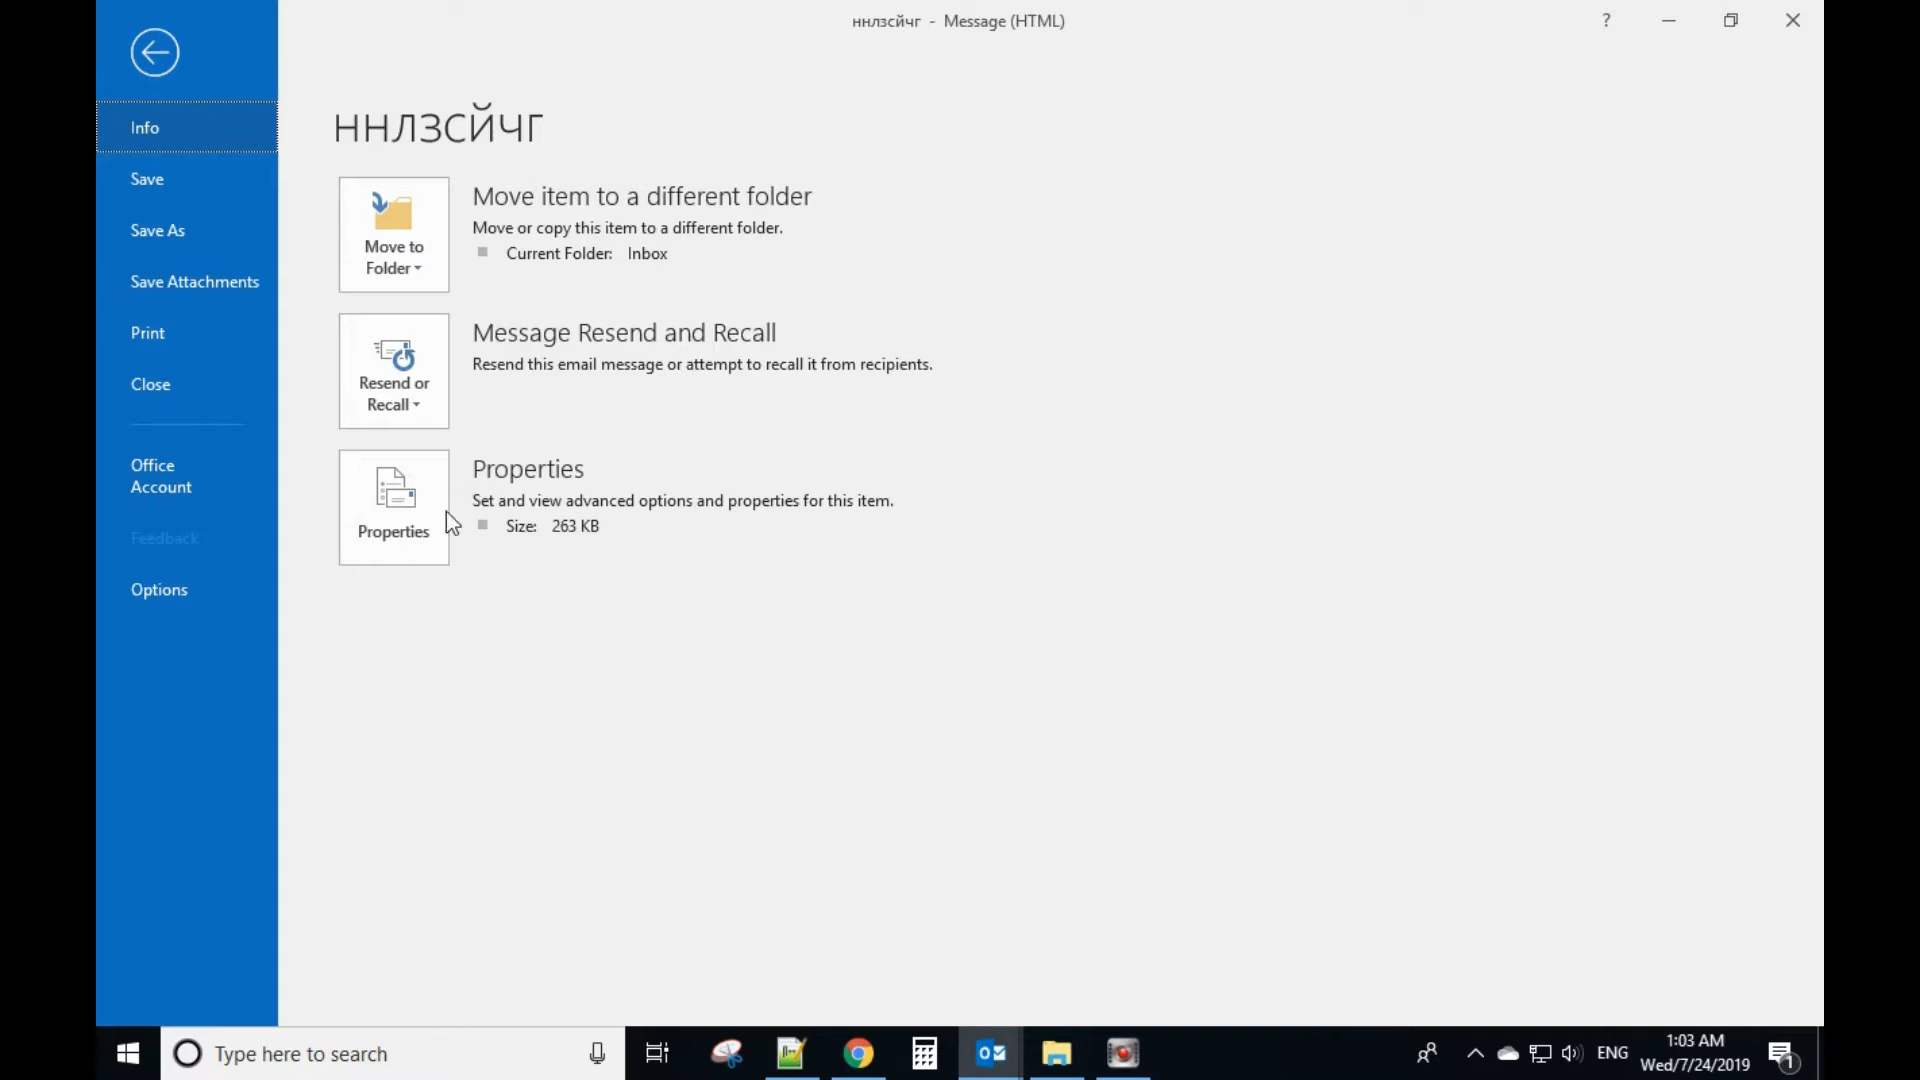 ннлзсйчг - Message (HTML)
?
ннлзсйчг
Info
Save
Save As
Save Attachments
Print
Close
Office
Account
Feedback
Options
Move to
Folder
Move item to a different folder
Move or copy this item to a different folder.
Current Folder: Inbox
Resend or
Recall
Message Resend and Recall
Resend this email message or attempt to recall it from recipients.
Properties
Properties
Set and view advanced options and properties for this item.
Size: 263 KB
Type here to search
ENG
1:03 AM
Wed/7/24/2019
1